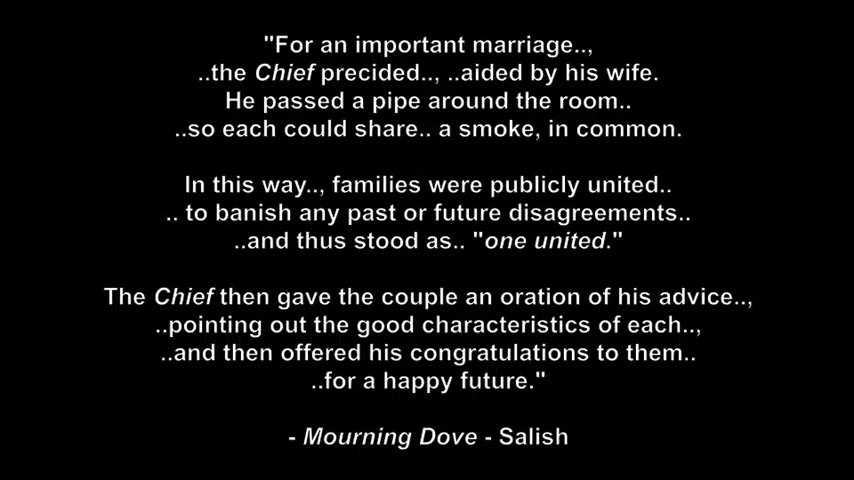 "For an important marriage..,
..the Chief precided.., ..aided by his wife.
He passed a pipe around the room..
..so each could share.. a smoke, in common.
In this way.., families were publicly united..
.. to banish any past or future disagreements..
..and thus stood as.. "one united."
The Chief then gave the couple an oration of his advice..,
..pointing out the good characteristics of each..,
..and then offered his congratulations to them..
..for a happy future."
- Mourning Dove - Salish